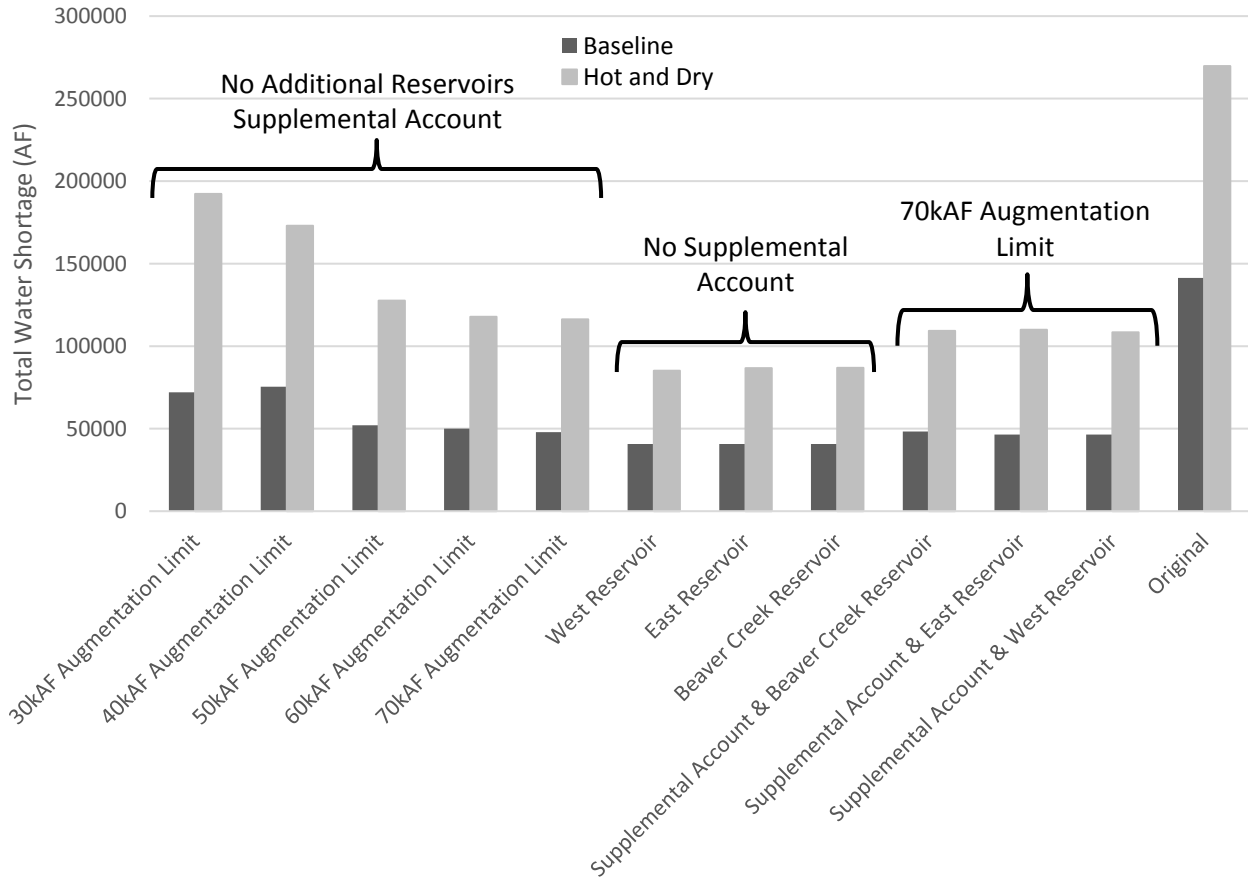 300000
250000
200000
150000
100000
50000
0
Total Water Shortage (AF)
Baseline
Hot and Dry
No Additional Reservoirs
Supplemental Account
No Supplemental
Account
70kAF Augmentation
Limit
30kAF Augmentation Limit
40kAF Augmentation Limit
50kAF Augmentation Limit
60kAF Augmentation Limit
70kAF Augmentation Limit
West Reservoir
East Reservoir
Beaver Creek Reservoir
Supplemental Account & Beaver Creek Reservoir
Supplemental Account & East Reservoir
Supplemental Account & West Reservoir
Original